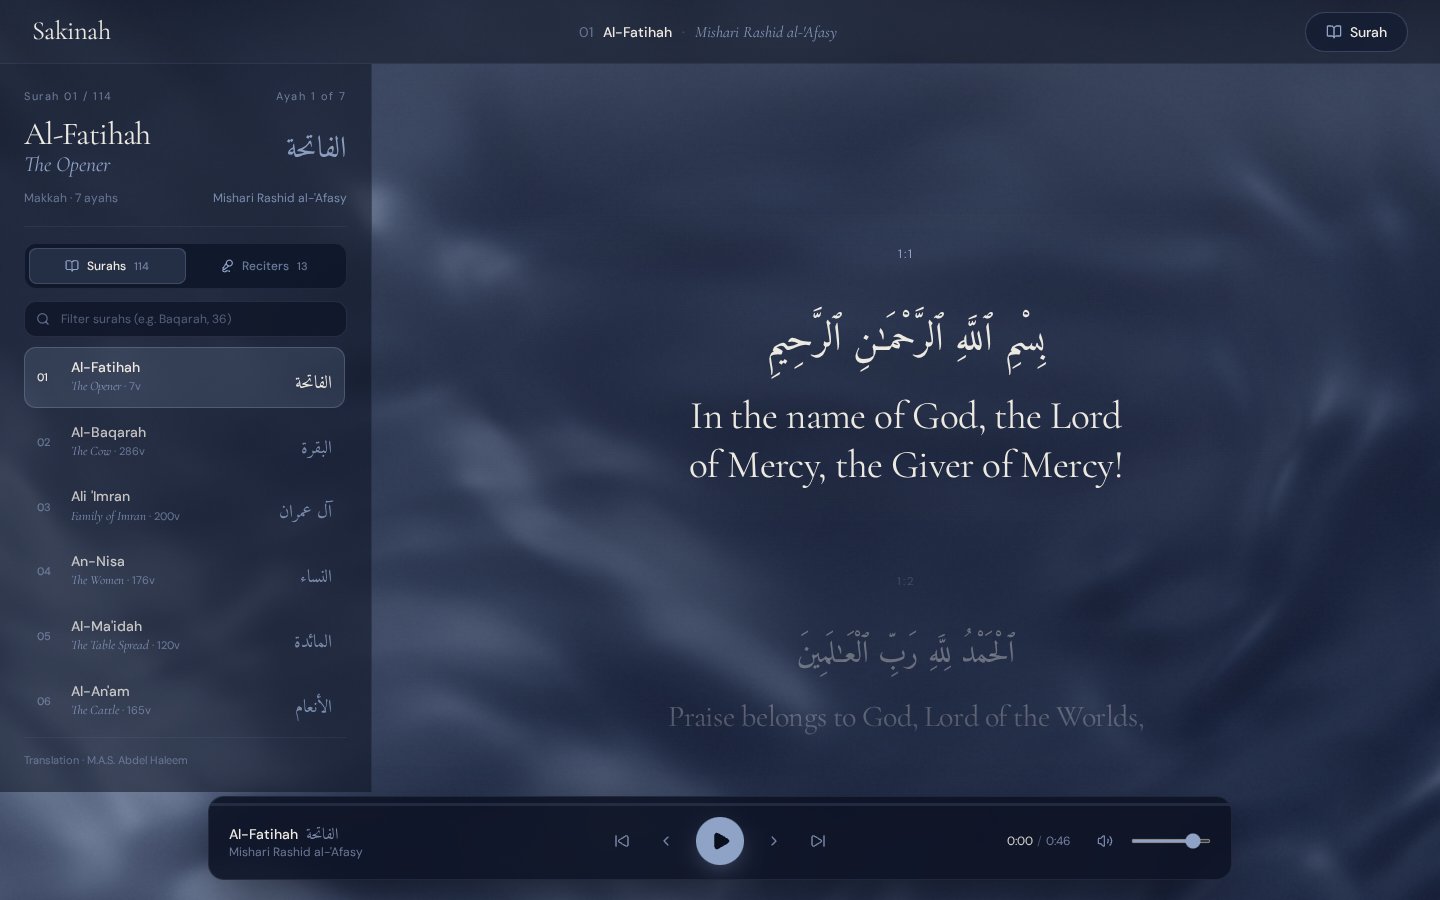 Sakinah
01 Al-Fatihah · Mishari Rashid al-'Afasy
Surah
Surah 01 / 114
Ayah 1 of 7
Al-Fatihah
الفاتحة
The Opener
Makkah · 7 ayahs
Mishari Rashid al-'Afasy
Surahs 114
Reciters 13
Filter surahs (e.g. Baqarah, 36)
01
Al-Fatihah
The Opener · 7v
الفاتحة
02
Al-Baqarah
The Cow · 286v
البقرة
03
Ali 'Imran
Family of Imran · 200v
آل عمران
04
An-Nisa
The Women · 176v
النساء
05
Al-Ma'idah
The Table Spread · 120v
المائدة
06
Al-An'am
The Cattle · 165v
الأنعام
Translation · M.A.S. Abdel Haleem
1:1
بِسْمِ ٱللَّهِ ٱلرَّحْمَـٰنِ ٱلرَّحِيمِ
In the name of God, the Lord
of Mercy, the Giver of Mercy!
1:2
ٱلْحَمْدُ لِلَّهِ رَبِّ ٱلْعَـٰلَمِينَ
Praise belongs to God, Lord of the Worlds,
Al-Fatihah الفاتحة
Mishari Rashid al-'Afasy
0:00 / 0:46